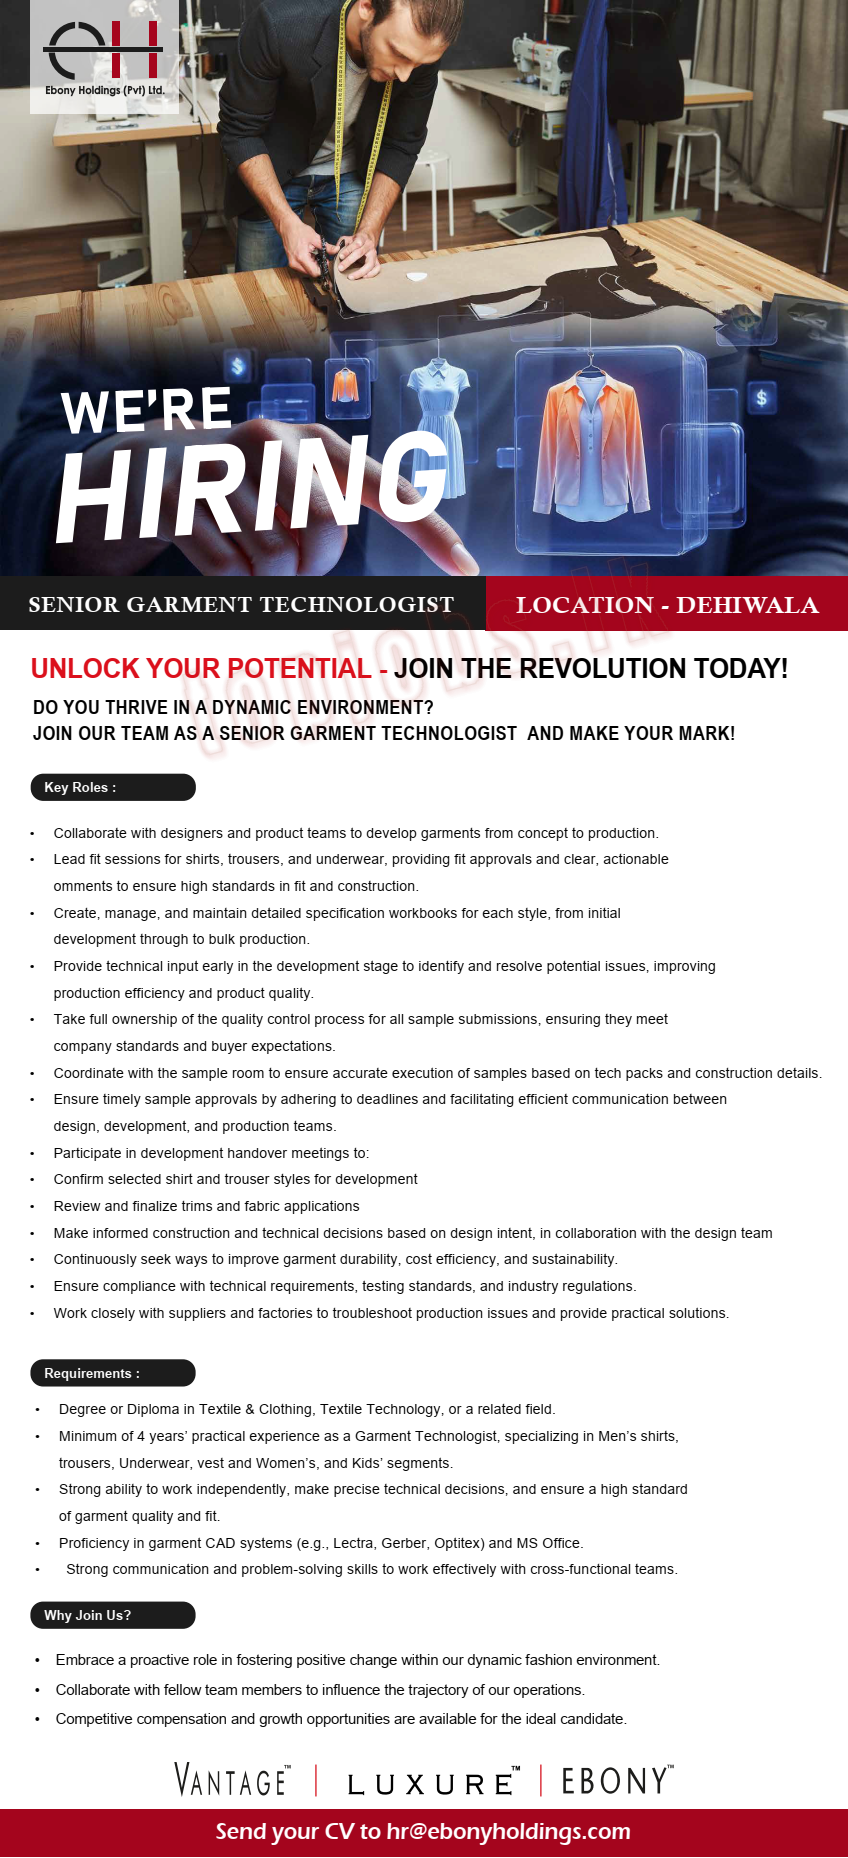 eH
Ebony Holdings (Pvt) Ltd.
$
$
WE'RE
HIRING
SENIOR GARMENT TECHNOLOGIST
LOCATION - DEHIWALA
topjobs.lk
UNLOCK YOUR POTENTIAL - JOIN THE REVOLUTION TODAY!
DO YOU THRIVE IN A DYNAMIC ENVIRONMENT?
JOIN OUR TEAM AS A SENIOR GARMENT TECHNOLOGIST AND MAKE YOUR MARK!
Key Roles :
• Collaborate with designers and product teams to develop garments from concept to production.
• Lead fit sessions for shirts, trousers, and underwear, providing fit approvals and clear, actionable
omments to ensure high standards in fit and construction.
• Create, manage, and maintain detailed specification workbooks for each style, from initial
development through to bulk production.
• Provide technical input early in the development stage to identify and resolve potential issues, improving
production efficiency and product quality.
• Take full ownership of the quality control process for all sample submissions, ensuring they meet
company standards and buyer expectations.
• Coordinate with the sample room to ensure accurate execution of samples based on tech packs and construction details.
• Ensure timely sample approvals by adhering to deadlines and facilitating efficient communication between
design, development, and production teams.
• Participate in development handover meetings to:
• Confirm selected shirt and trouser styles for development
• Review and finalize trims and fabric applications
• Make informed construction and technical decisions based on design intent, in collaboration with the design team
• Continuously seek ways to improve garment durability, cost efficiency, and sustainability.
• Ensure compliance with technical requirements, testing standards, and industry regulations.
• Work closely with suppliers and factories to troubleshoot production issues and provide practical solutions.
Requirements :
• Degree or Diploma in Textile & Clothing, Textile Technology, or a related field.
• Minimum of 4 years' practical experience as a Garment Technologist, specializing in Men's shirts,
trousers, Underwear, vest and Women's, and Kids' segments.
• Strong ability to work independently, make precise technical decisions, and ensure a high standard
of garment quality and fit.
• Proficiency in garment CAD systems (e.g., Lectra, Gerber, Optitex) and MS Office.
• Strong communication and problem-solving skills to work effectively with cross-functional teams.
Why Join Us?
• Embrace a proactive role in fostering positive change within our dynamic fashion environment.
• Collaborate with fellow team members to influence the trajectory of our operations.
• Competitive compensation and growth opportunities are available for the ideal candidate.
VANTAGE™ | LUXURE™ | EBONY™
Send your CV to hr@ebonyholdings.com